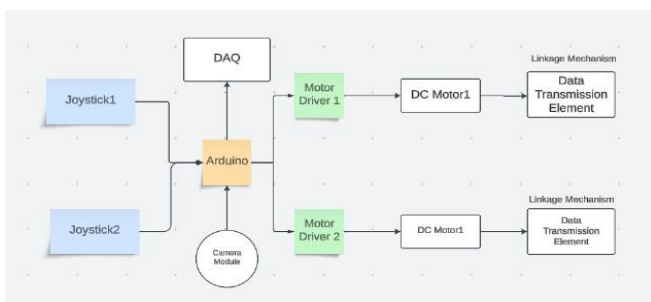 DAQ
Linkage Mechanism
Joystick1
Motor
Driver 1
DC Motor1
Data
Transmission
Element
Arduino
Linkage Mechanism
Joystick2
Motor
Driver 2
DC Motor1
Data
Transmission
Element
Camera
Module